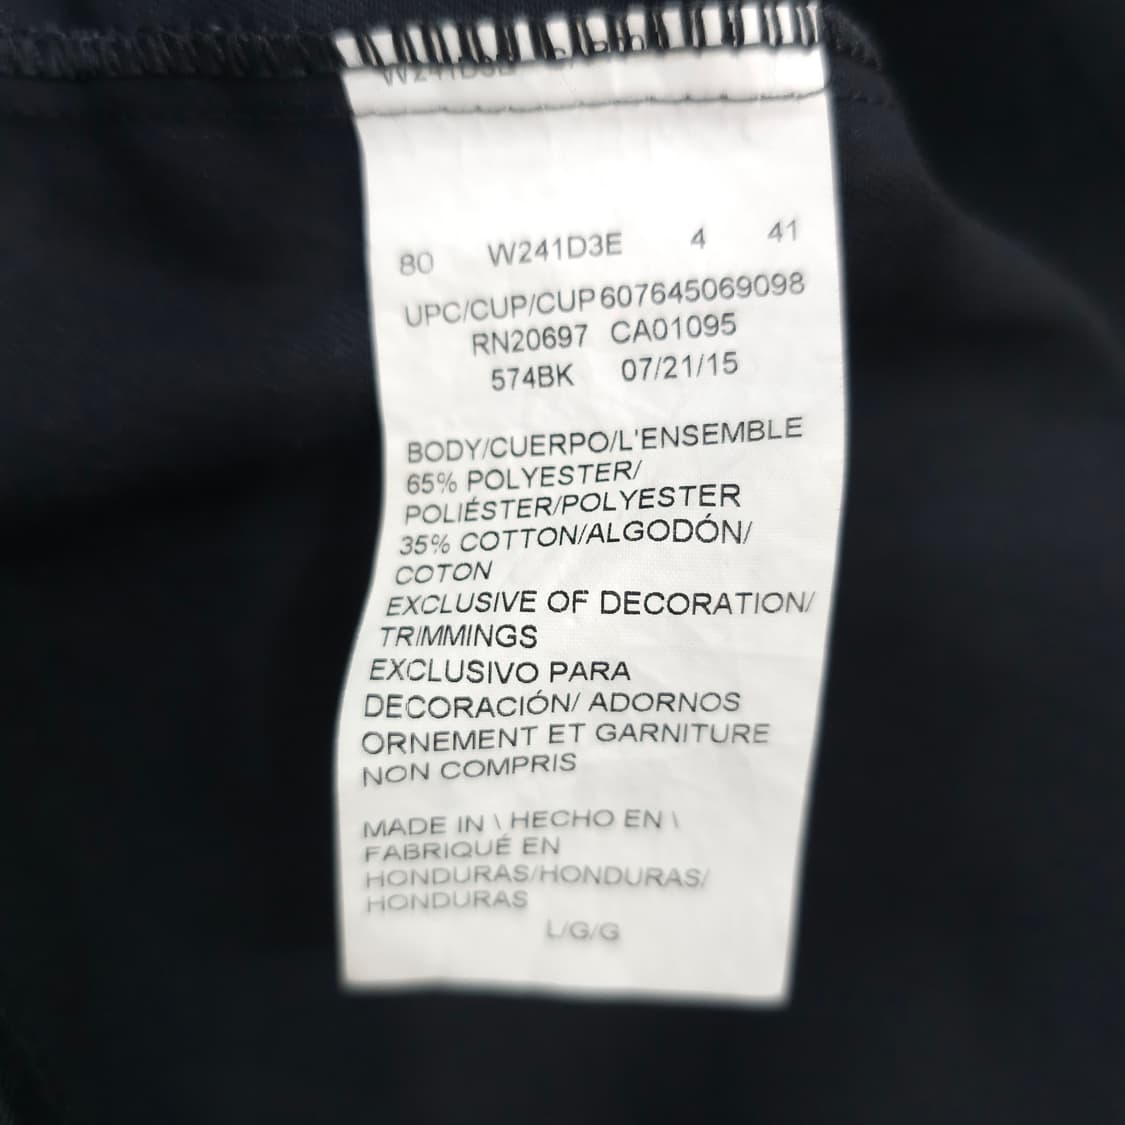 80 W241D3E 4 41
UPC/CUP/CUP607645069098
RN20697 CA01095
574BK 07/21/15
BODY/CUERPO/L'ENSEMBLE
65% POLYESTER/
POLIÉSTER/POLYESTER
35% COTTON/ALGODÓN/
COTON
EXCLUSIVE OF DECORATION/
TRIMMINGS
EXCLUSIVO PARA
DECORACIÓN/ ADORNOS
ORNEMENT ET GARNITURE
NON COMPRIS
MADE IN \ HECHO EN \
FABRIQUÉ EN
HONDURAS/HONDURAS/
HONDURAS
L/G/G